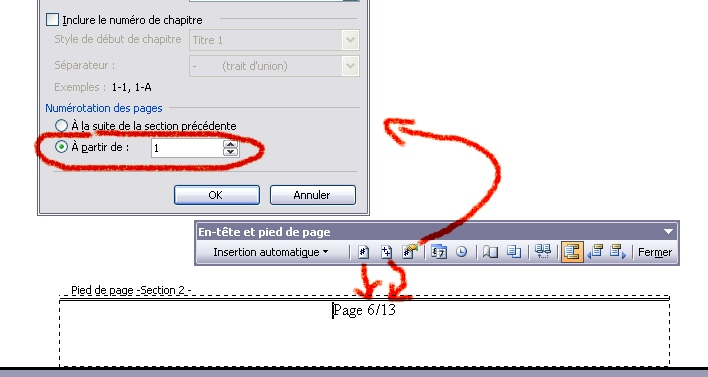 Inclure le numéro de chapitre
Style de début de chapitre Titre 1
Séparateur : - (trait d'union)
Exemples : 1-1, 1-A
Numérotation des pages
À la suite de la section précédente
À partir de : 1
OK Annuler
En-tête et pied de page
Insertion automatique Fermer
Pied de page -Section 2 -
Page 6/13